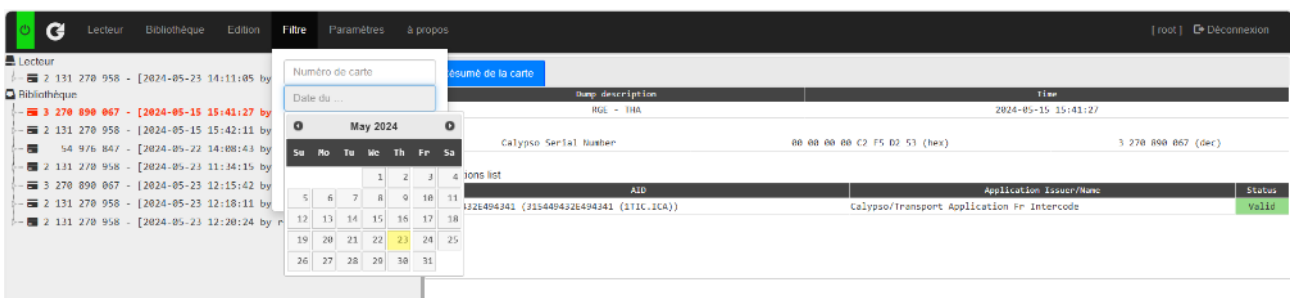 Lecteur Bibliothèque Edition Filtre Paramètres à propos [ root ] Déconnexion
Lecteur
2 131 270 958 - [2024-05-23 14:11:05 by
Bibliothèque
3 270 890 067 - [2024-05-15 15:41:27 by
2 131 270 958 - [2024-05-15 15:42:11 by
54 976 847 - [2024-05-22 14:08:43 by
2 131 270 958 - [2024-05-23 11:34:15 by
3 270 890 067 - [2024-05-23 12:15:42 by
2 131 270 958 - [2024-05-23 12:18:11 by
2 131 270 958 - [2024-05-23 12:20:24 by r
Numéro de carte
Date du ...
May 2024
Su Mo Tu We Th Fr Sa
1 2 3 4
5 6 7 8 9 10 11
12 13 14 15 16 17 18
19 20 21 22 23 24 25
26 27 28 29 30 31
ésumé de la carte
Dump description Time
RGE - THA 2024-05-15 15:41:27
Calypso Serial Number 00 00 00 00 C2 F5 D2 53 (hex) 3 270 890 067 (dec)
ions list
AID Application Issuer/Name Status
432E494341 (315449432E494341 (1TIC.ICA)) Calypso/Transport Application Fr Intercode Valid